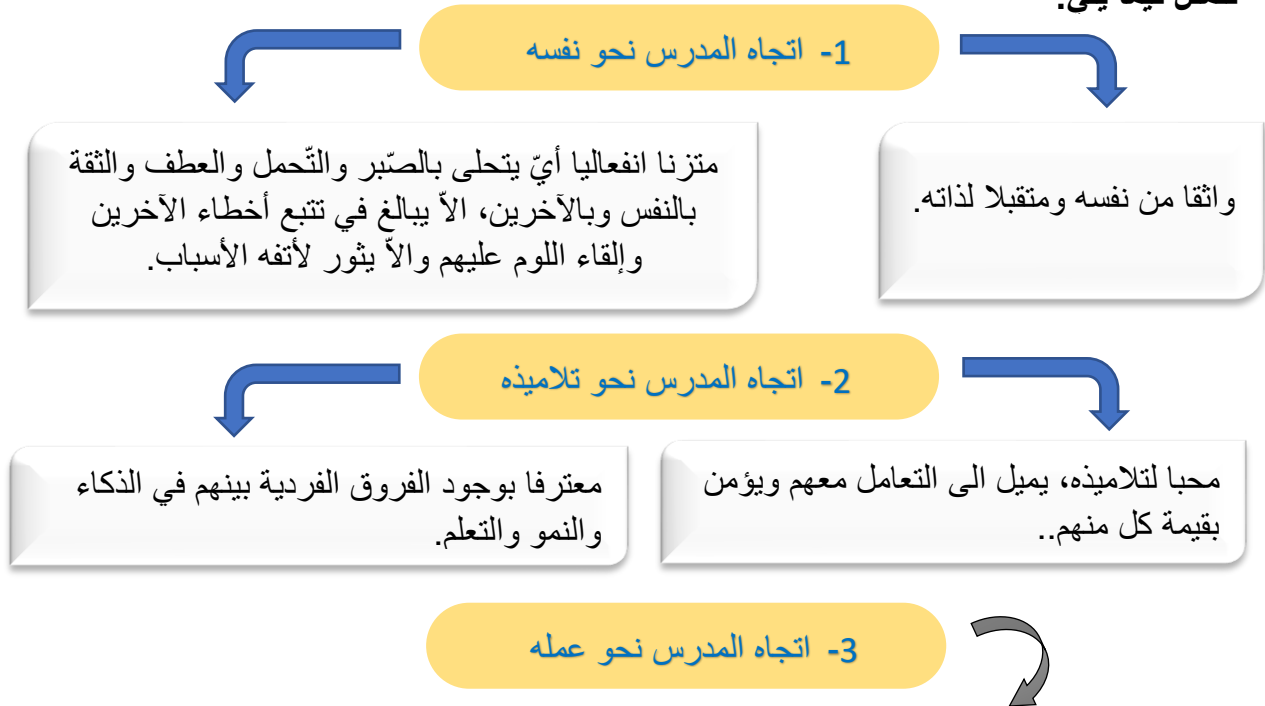 1- اتجاه المدرس نحو نفسه
واثقا من نفسه ومتقبلا لذاته.
متزنا انفعاليا أيّ يتحلى بالصّبر والتّحمل والعطف والثقة
بالنفس وبالآخرين، الاّ يبالغ في تتبع أخطاء الآخرين
وإلقاء اللوم عليهم والاّ يثور لأتفه الأسباب.
2- اتجاه المدرس نحو تلاميذه
محبا لتلاميذه، يميل الى التعامل معهم ويؤمن
بقيمة كل منهم..
معترفا بوجود الفروق الفردية بينهم في الذكاء
والنمو والتعلم.
3- اتجاه المدرس نحو عمله